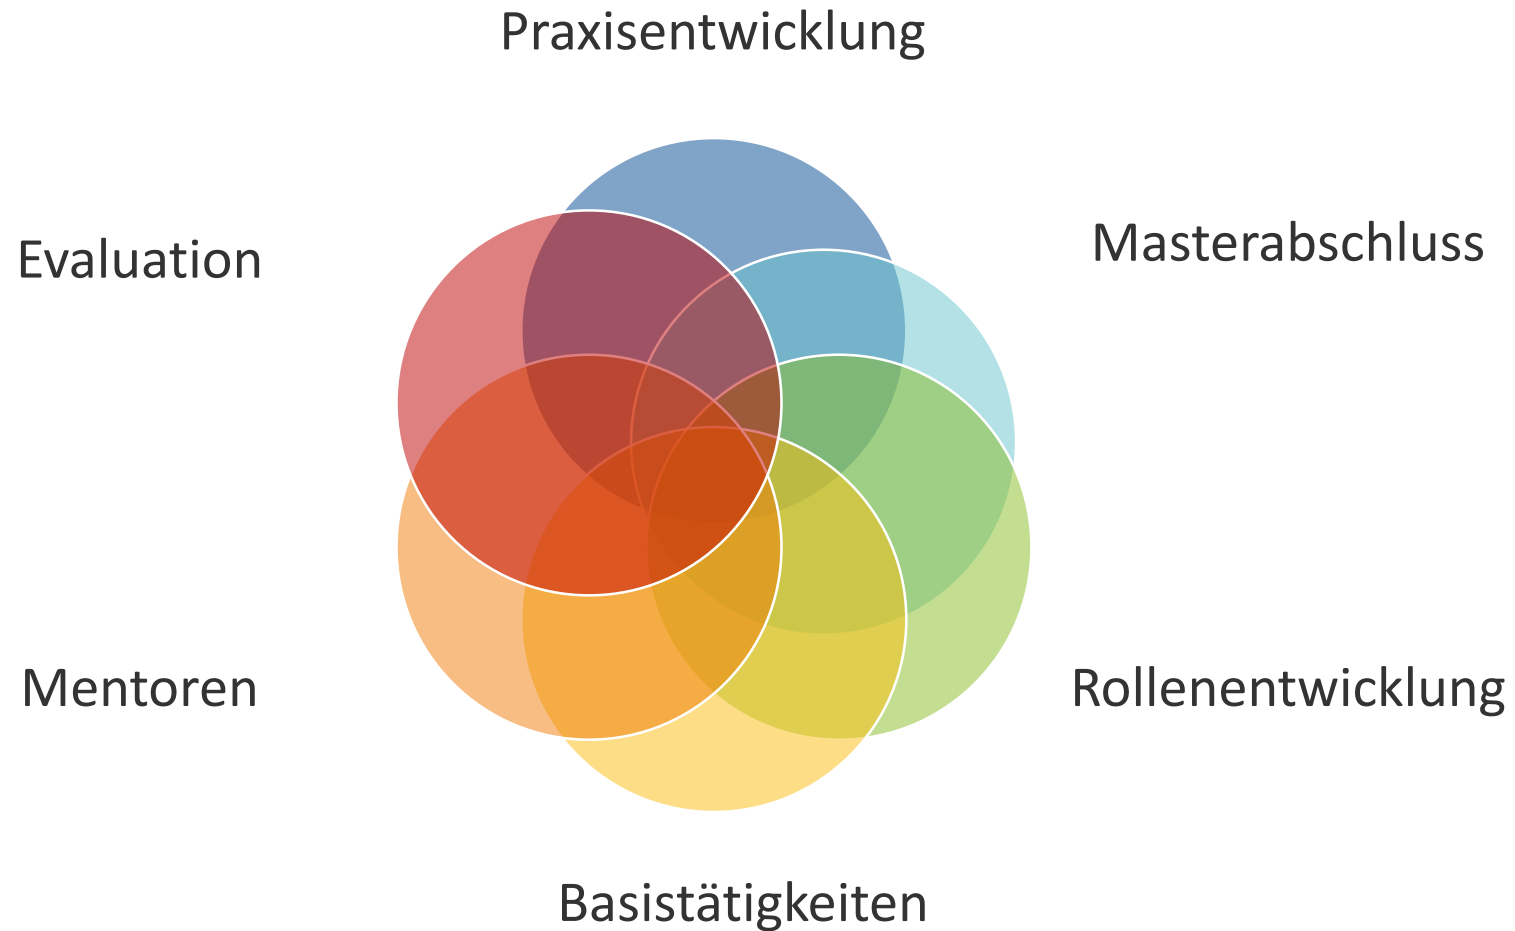 Praxisentwicklung
Masterabschluss
Evaluation
Mentoren
Rollenentwicklung
Basistätigkeiten